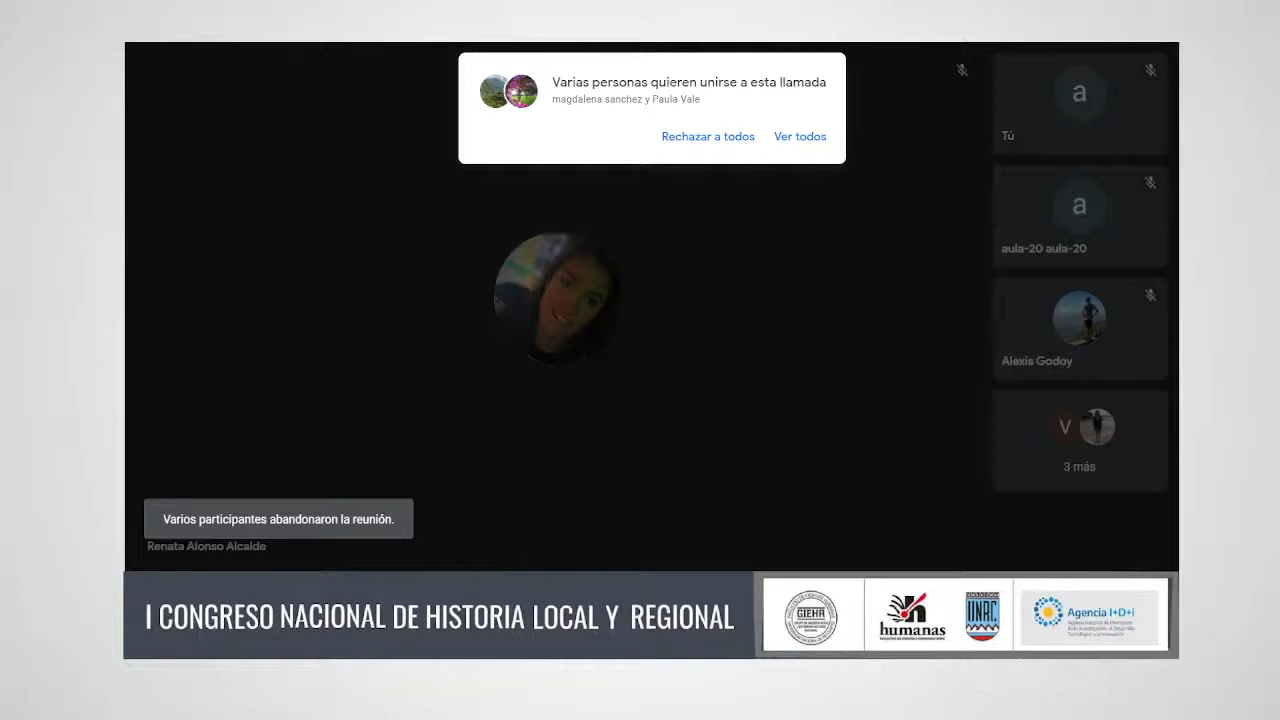 Varias personas quieren unirse a esta llamada
magdalena sanchez y Paula Vale
Rechazar a todos Ver todos
a
Tú
a
aula-20 aula-20
Alexis Godoy
V
3 más
Varios participantes abandonaron la reunión.
Renata Alonso Alcalde
I CONGRESO NACIONAL DE HISTORIA LOCAL Y REGIONAL
GIEHR
humanas
UNRC
Agencia I+D+i